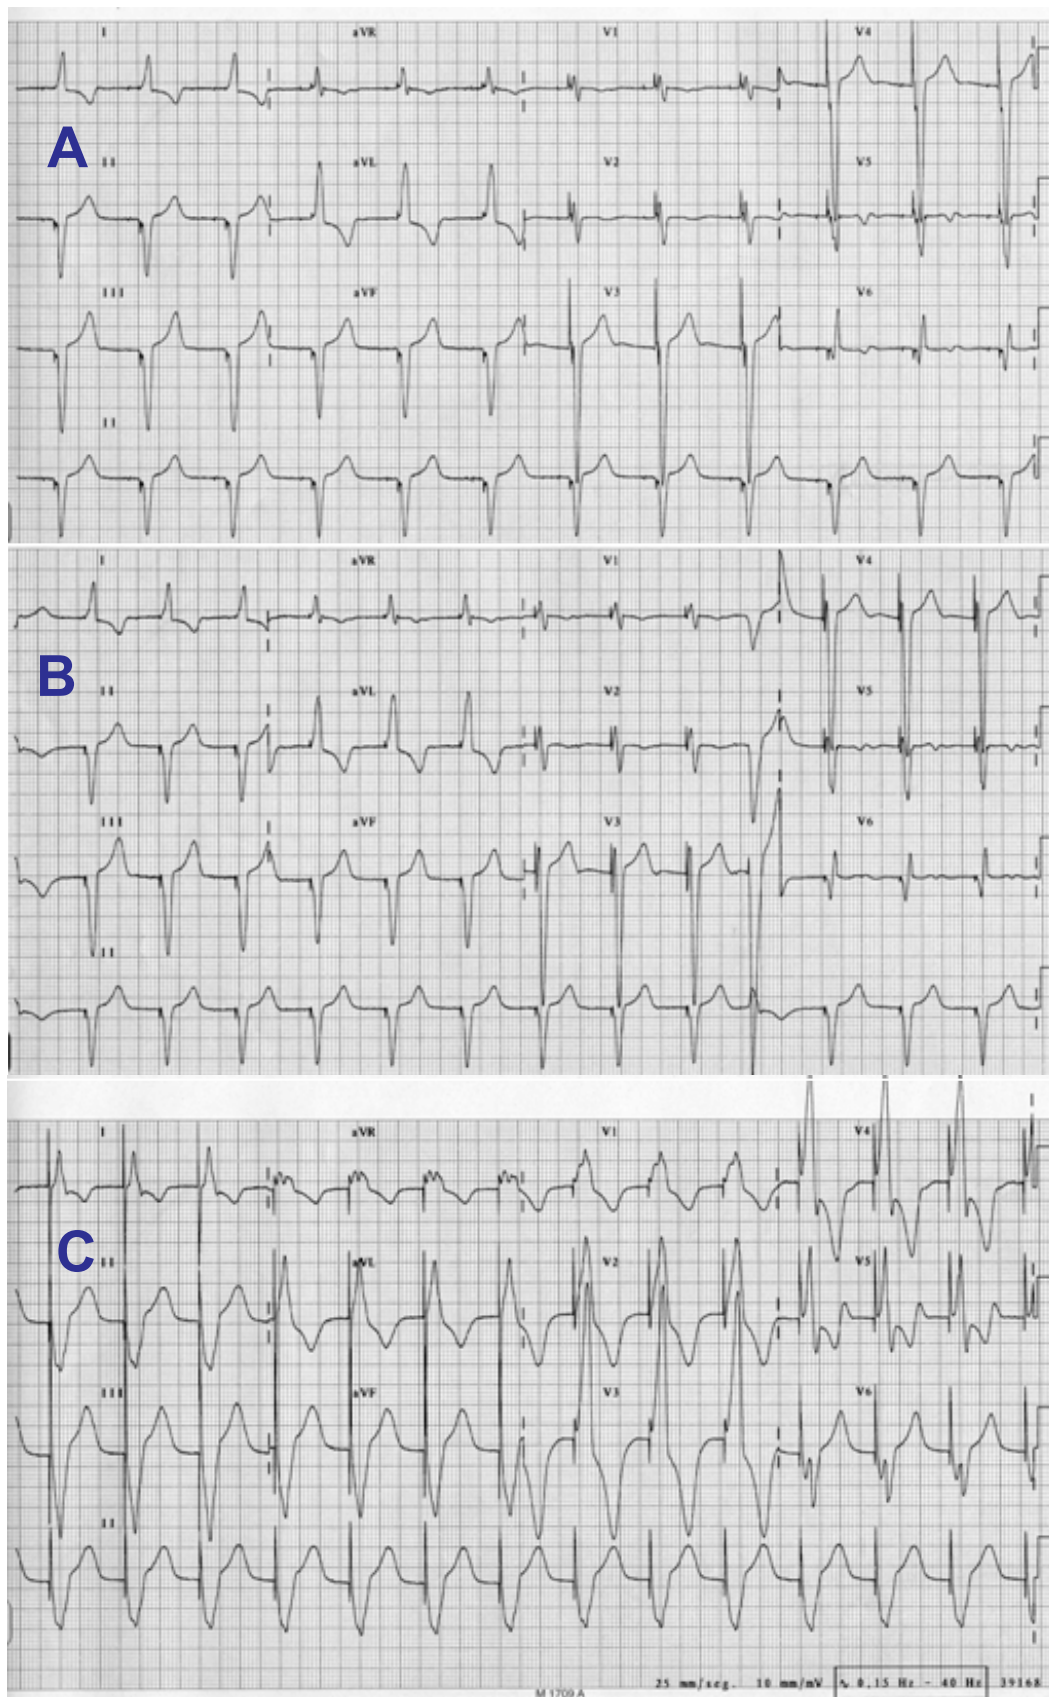 I aVR V1 V4
A
II aVL V2 V5
III aVF V3 V6
II
I aVR V1 V4
B
II aVL V2 V5
III aVF V3 V6
II
I aVR V1 V4
C
II aVL V2 V5
III aVF V3 V6
II
25 mm/seg. 10 mm/mV ∿ 0.15 Hz - 40 Hz 39168
M 1709 A